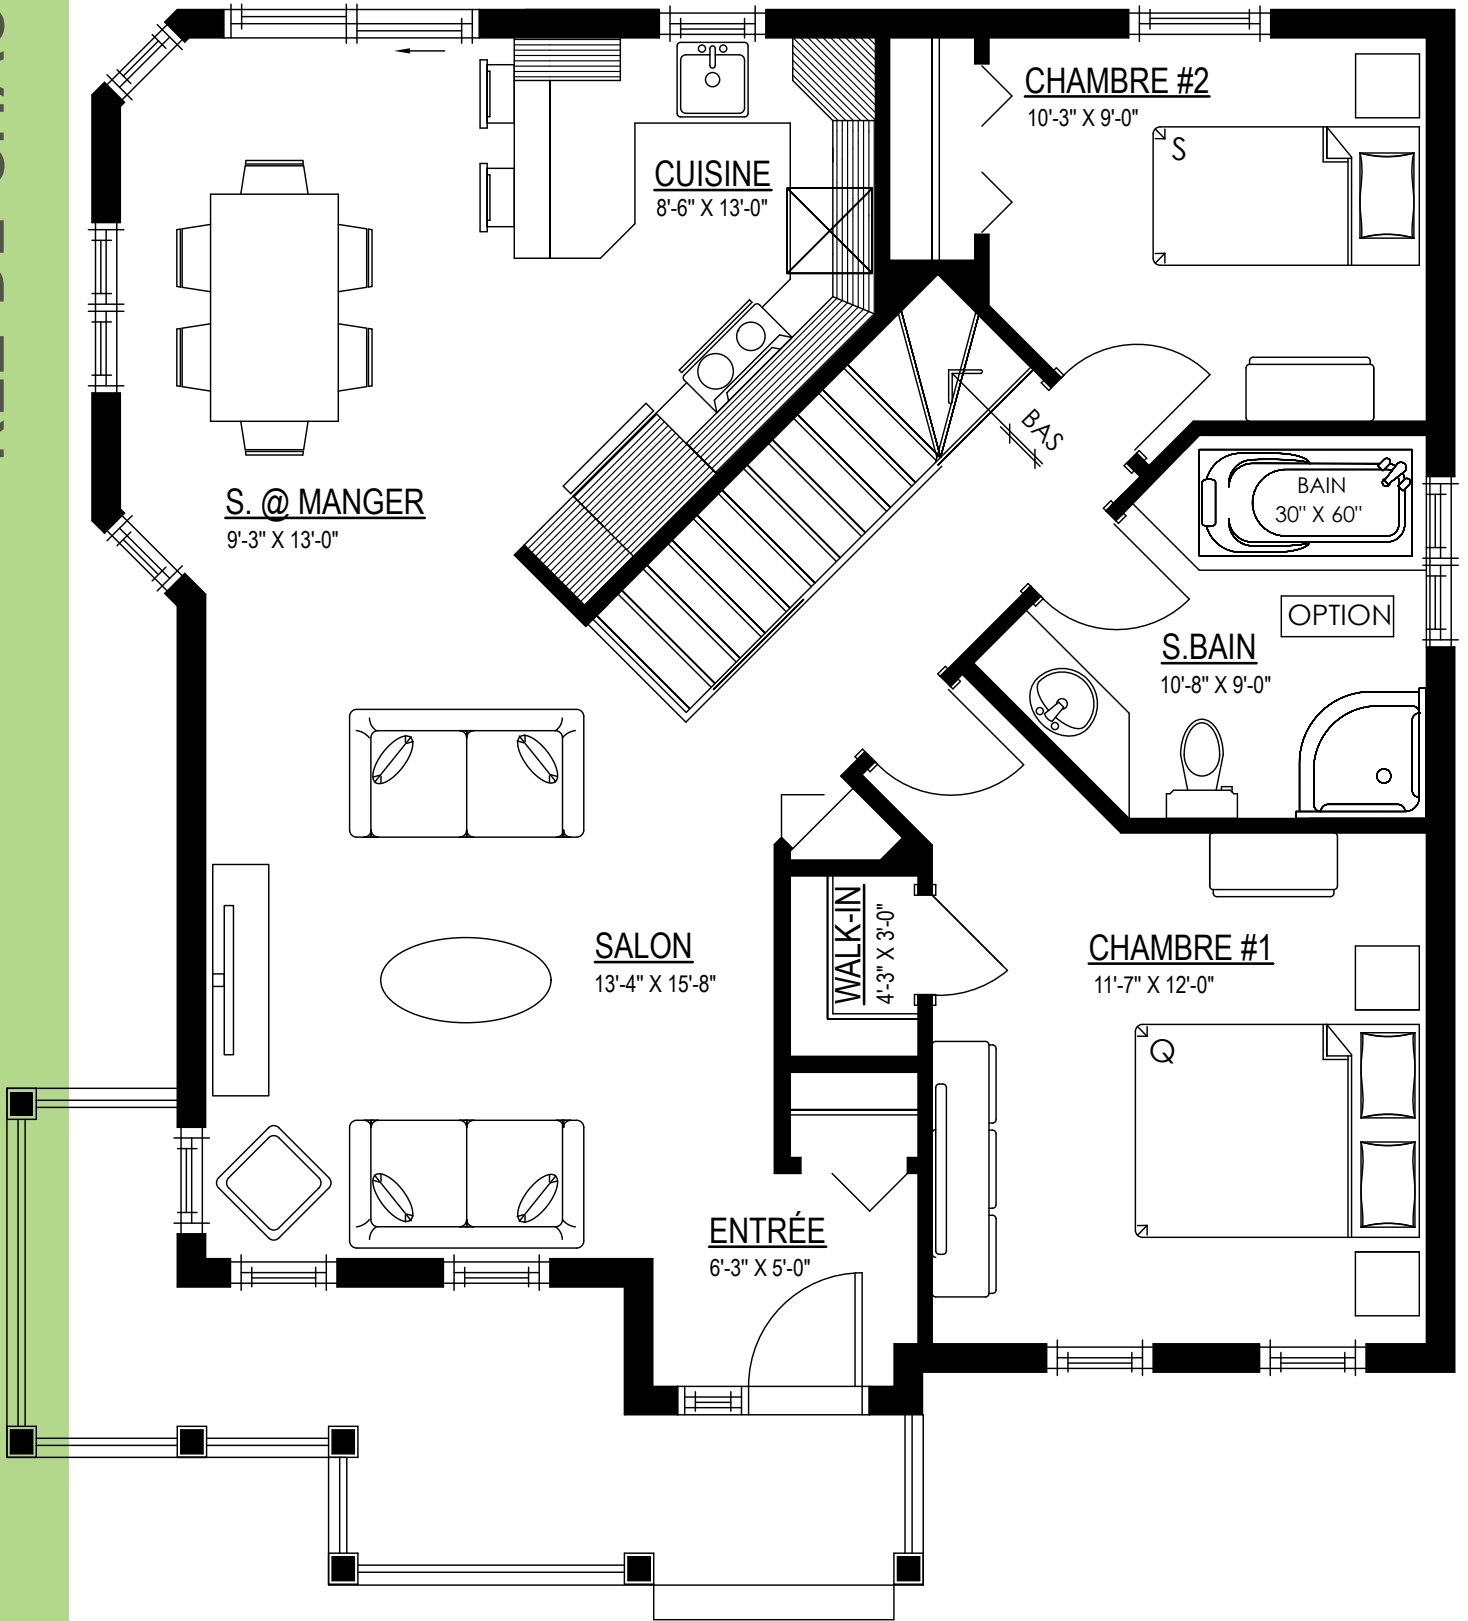 CHAMBRE #2
10'-3" X 9'-0"
S
CUISINE
8'-6" X 13'-0"
BAS
S. @ MANGER
9'-3" X 13'-0"
BAIN
30" X 60"
OPTION
S.BAIN
10'-8" X 9'-0"
SALON
13'-4" X 15'-8"
WALK-IN
4'-3" X 3'-0"
CHAMBRE #1
11'-7" X 12'-0"
Q
ENTRÉE
6'-3" X 5'-0"